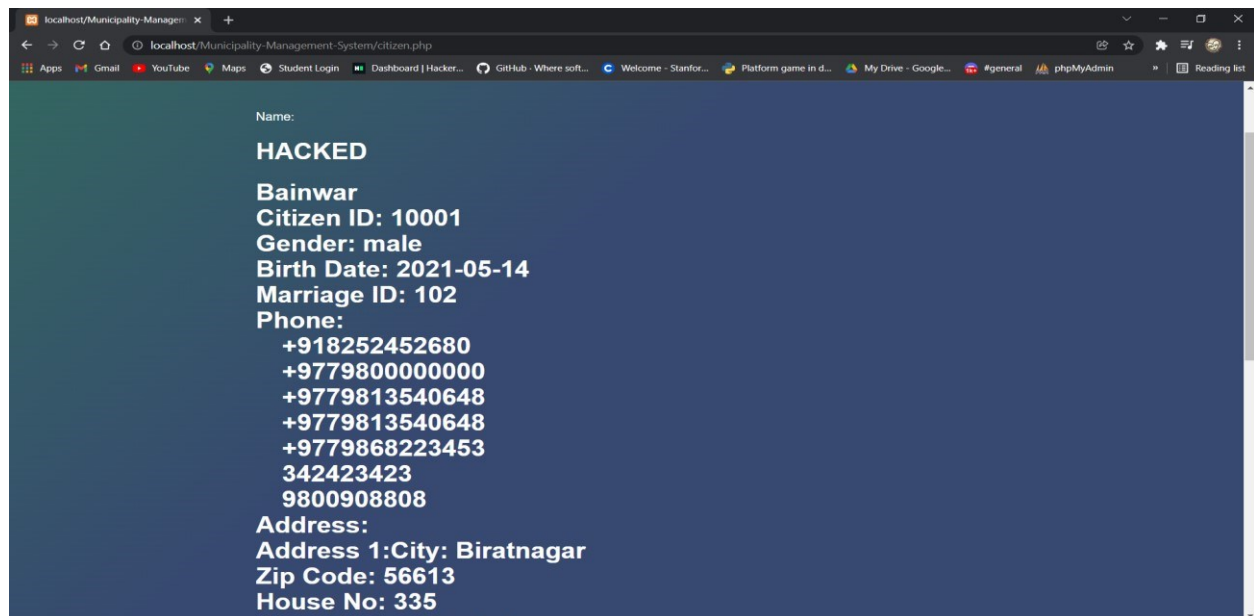 localhost/Municipality-Managem
localhost/Municipality-Management-System/citizen.php
Apps Gmail YouTube Maps Student Login Dashboard | Hacker... GitHub - Where soft... Welcome - Stanfor... Platform game in d... My Drive - Google... #general phpMyAdmin » Reading list
Name:
HACKED
Bainwar
Citizen ID: 10001
Gender: male
Birth Date: 2021-05-14
Marriage ID: 102
Phone:
+918252452680
+9779800000000
+9779813540648
+9779813540648
+9779868223453
342423423
9800908808
Address:
Address 1:City: Biratnagar
Zip Code: 56613
House No: 335